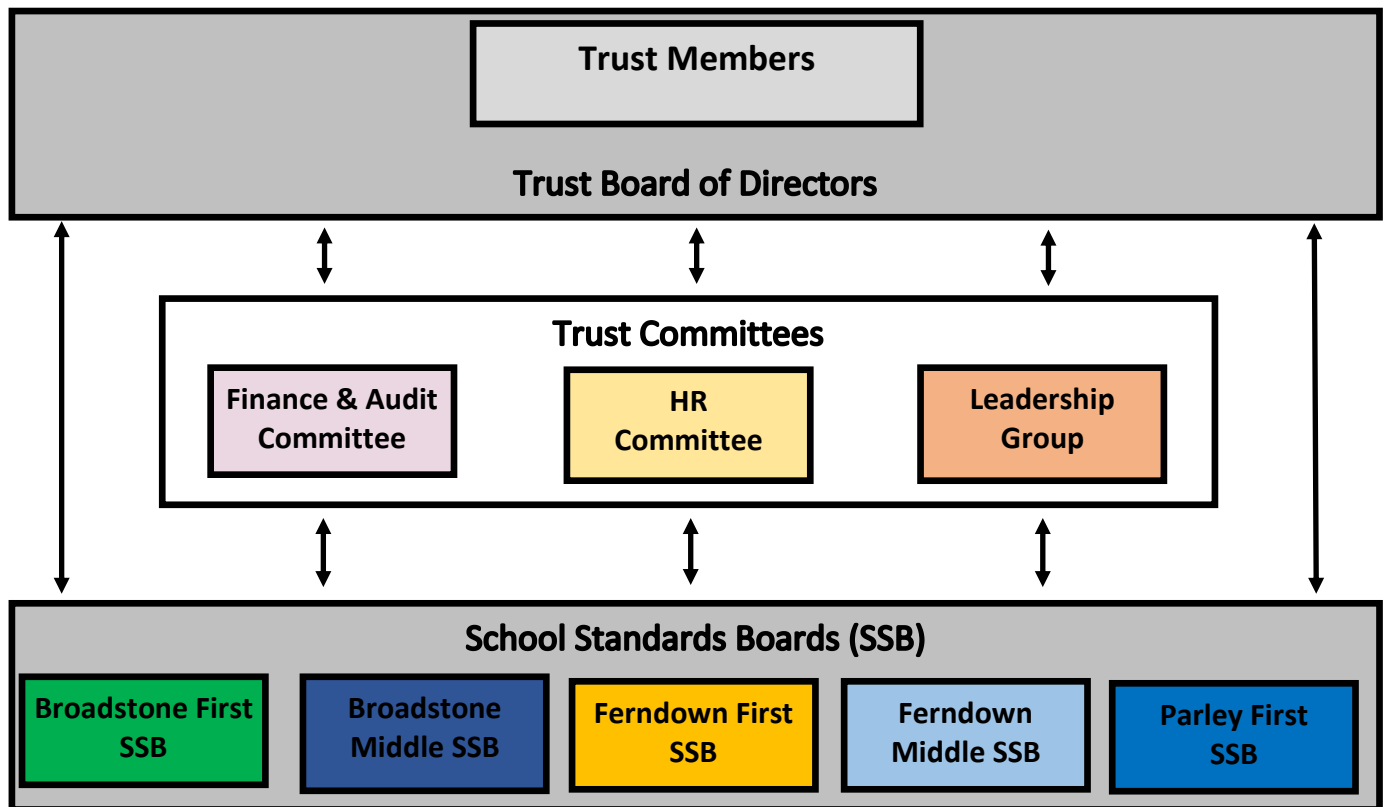 Trust Members
Trust Board of Directors
Trust Committees
Finance & Audit
Committee
HR
Committee
Leadership
Group
School Standards Boards (SSB)
Broadstone First
SSB
Broadstone
Middle SSB
Ferndown First
SSB
Ferndown
Middle SSB
Parley First
SSB